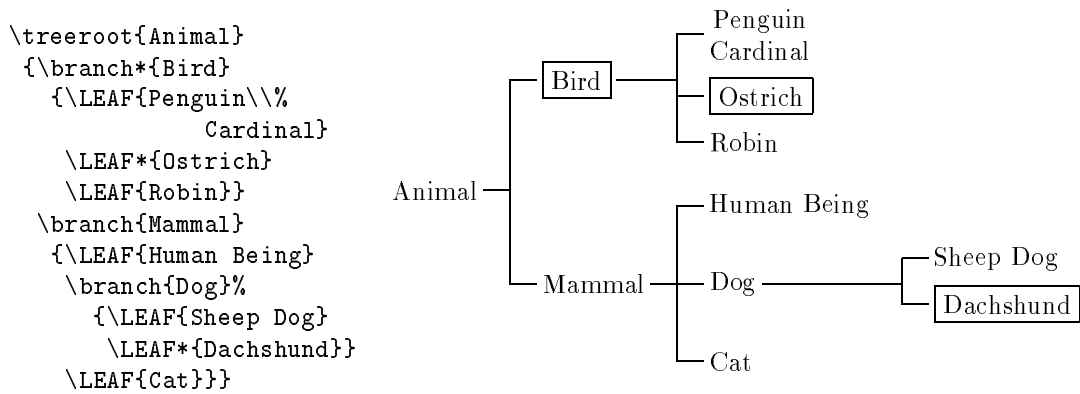 \treeroot{Animal}
 {\branch*{Bird}
   {\LEAF{Penguin\\%
              Cardinal}
    \LEAF*{Ostrich}
    \LEAF{Robin}}
  \branch{Mammal}
   {\LEAF{Human Being}
    \branch{Dog}%
      {\LEAF{Sheep Dog}
       \LEAF*{Dachshund}}
    \LEAF{Cat}}}
Animal
Bird
Penguin
Cardinal
Ostrich
Robin
Mammal
Human Being
Dog
Sheep Dog
Dachshund
Cat